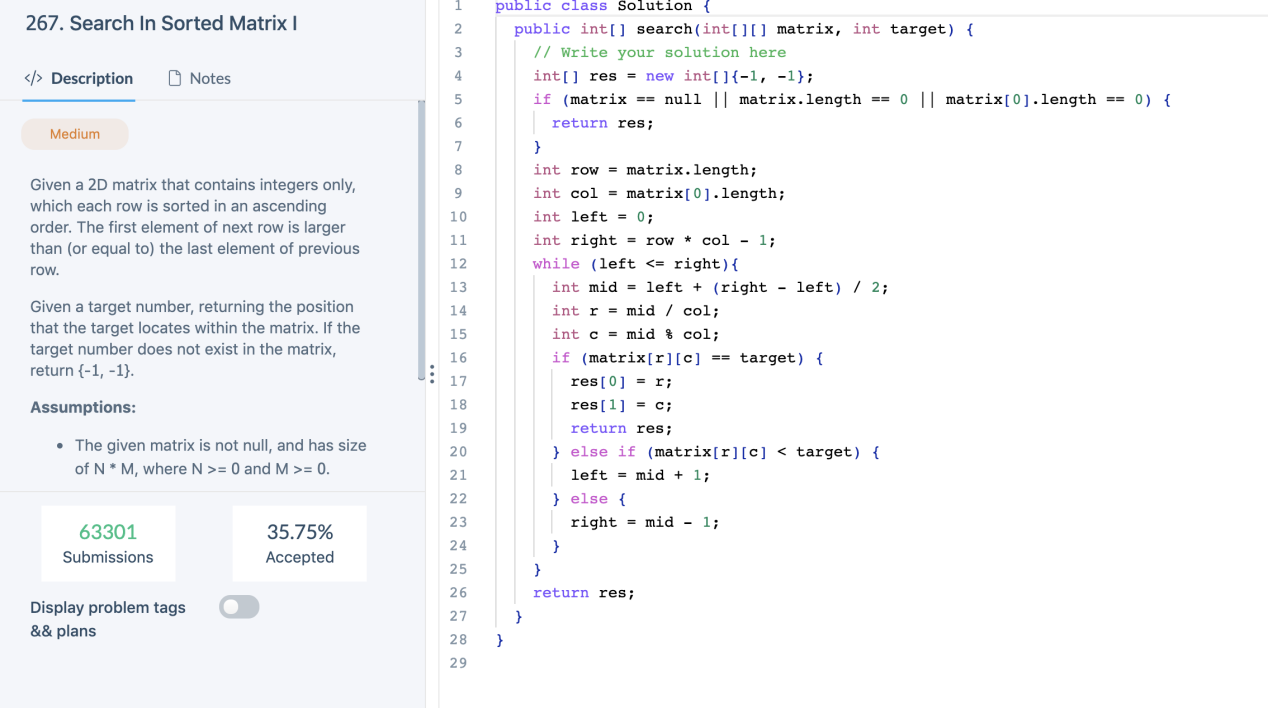 267. Search In Sorted Matrix I
</> Description
Notes
Medium
Given a 2D matrix that contains integers only,
which each row is sorted in an ascending
order. The first element of next row is larger
than (or equal to) the last element of previous
row.
Given a target number, returning the position
that the target locates within the matrix. If the
target number does not exist in the matrix,
return {-1, -1}.
Assumptions:
• The given matrix is not null, and has size
of N * M, where N >= 0 and M >= 0.
63301
Submissions
35.75%
Accepted
Display problem tags
&& plans
1 public class Solution {
2 public int[] search(int[][] matrix, int target) {
3 // Write your solution here
4 int[] res = new int[]{-1, -1};
5 if (matrix == null || matrix.length == 0 || matrix[0].length == 0) {
6 return res;
7 }
8 int row = matrix.length;
9 int col = matrix[0].length;
10 int left = 0;
11 int right = row * col - 1;
12 while (left <= right){
13 int mid = left + (right - left) / 2;
14 int r = mid / col;
15 int c = mid % col;
16 if (matrix[r][c] == target) {
17 res[0] = r;
18 res[1] = c;
19 return res;
20 } else if (matrix[r][c] < target) {
21 left = mid + 1;
22 } else {
23 right = mid - 1;
24 }
25 }
26 return res;
27 }
28 }
29